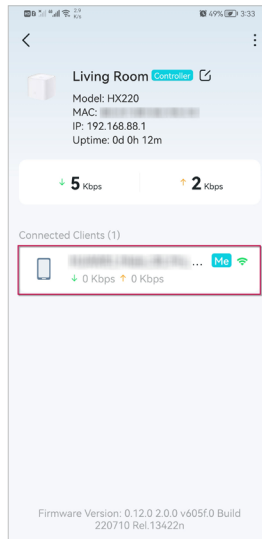 2.9
K/s
49%
3:33
Living Room Controller
Model: HX220
MAC:
IP: 192.168.88.1
Uptime: 0d 0h 12m
↓ 5 Kbps ↑ 2 Kbps
Connected Clients (1)
... Me
↓ 0 Kbps ↑ 0 Kbps
Firmware Version: 0.12.0 2.0.0 v605f.0 Build
220710 Rel.13422n